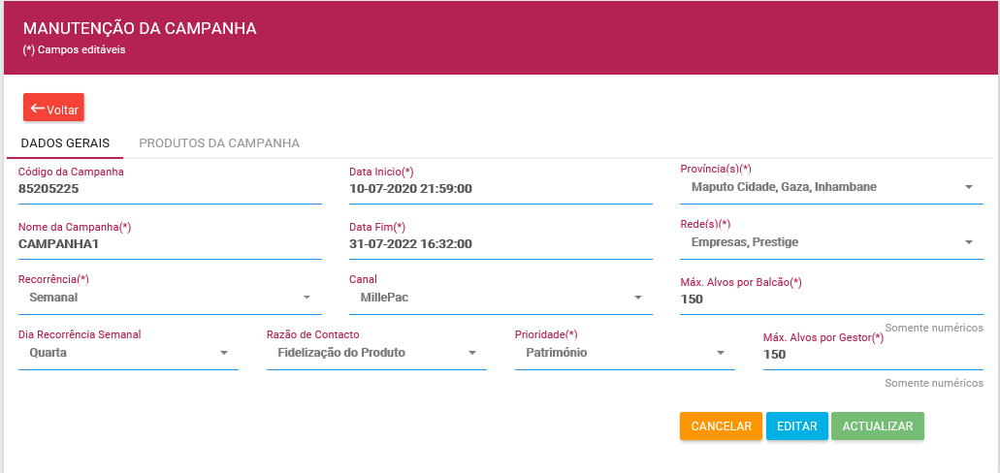 MANUTENÇÃO DA CAMPANHA
(*) Campos editáveis
Voltar
DADOS GERAIS
PRODUTOS DA CAMPANHA
Código da Campanha
85205225
Data Inicio(*)
10-07-2020 21:59:00
Província(s)(*)
Maputo Cidade, Gaza, Inhambane
Nome da Campanha(*)
CAMPANHA1
Data Fim(*)
31-07-2022 16:32:00
Rede(s)(*)
Empresas, Prestige
Recorrência(*)
Semanal
Canal
MillePac
Máx. Alvos por Balcão(*)
150
Somente numéricos
Dia Recorrência Semanal
Quarta
Razão de Contacto
Fidelização do Produto
Prioridade(*)
Património
Máx. Alvos por Gestor(*)
150
Somente numéricos
CANCELAR
EDITAR
ACTUALIZAR